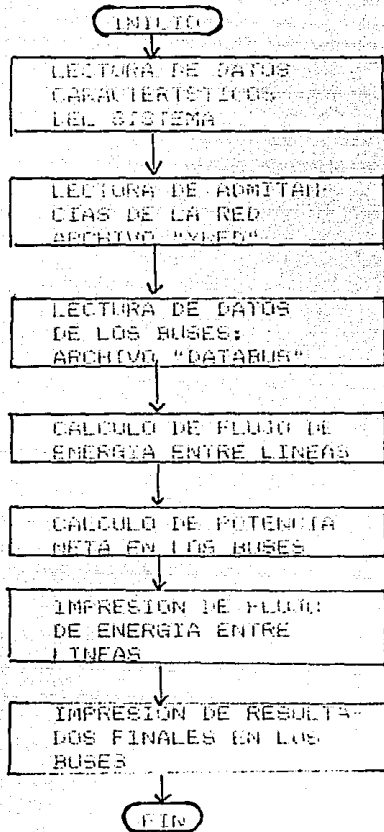 INICIO
LECTURA DE DATOS
CARACTERISTICOS
DEL SISTEMA
LECTURA DE ADMITAN-
CIAS DE LA RED
ARCHIVO "YRED"
LECTURA DE DATOS
DE LOS BUSES:
ARCHIVO "DATABUS"
CALCULO DE FLUJO DE
ENERGIA ENTRE LINEAS
CALCULO DE POTENCIA
NETA EN LOS BUSES
IMPRESION DE FLUJO
DE ENERGIA ENTRE
LINEAS
IMPRESION DE RESULTA-
DOS FINALES EN LOS
BUSES
FIN